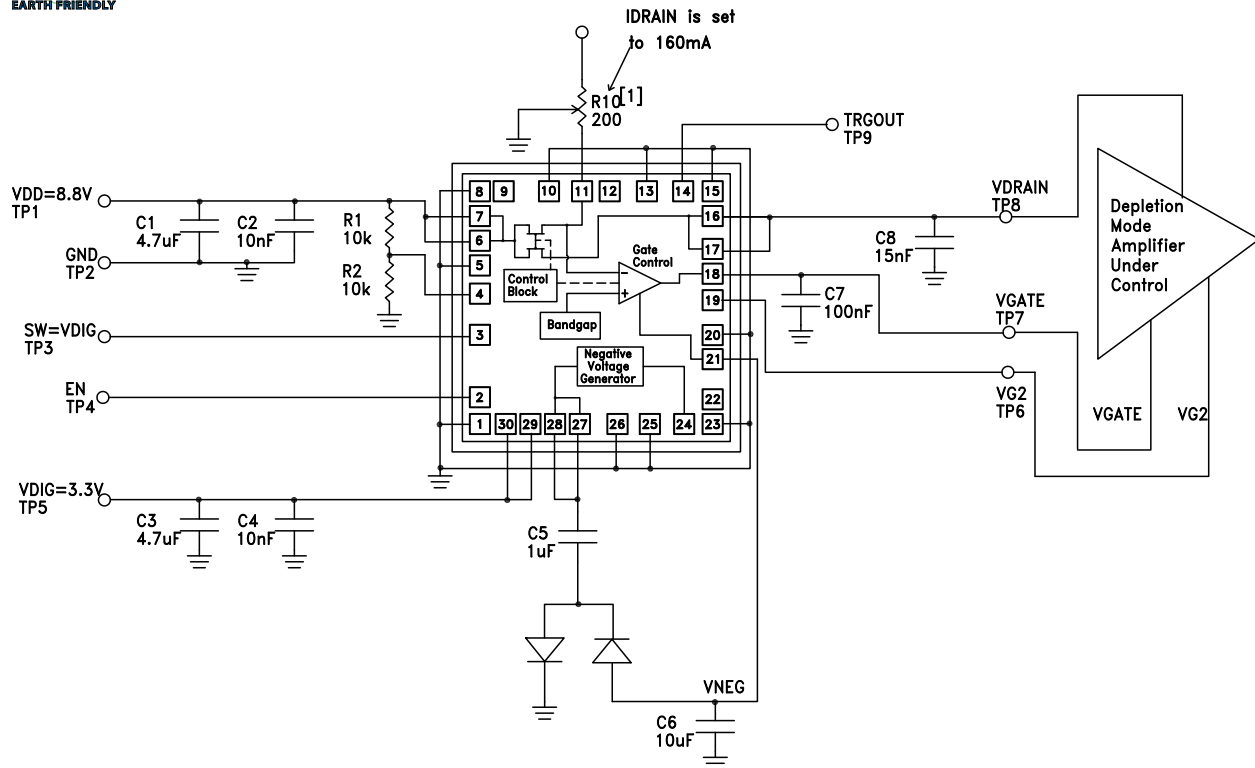 EARTH FRIENDLY
IDRAIN is set
to 160mA
R10[1]
200
TRGOUT
TP9
VDD=8.8V
TP1
C1
4.7uF
C2
10nF
R1
10k
GND
TP2
R2
10k
SW=VDIG
TP3
EN
TP4
VDIG=3.3V
TP5
C3
4.7uF
C4
10nF
8
9
10
11
12
13
14
15
7
6
5
4
3
2
1
16
17
18
19
20
21
22
23
30
29
28
27
26
25
24
Gate
Control
Control
Block
Bandgap
Negative
Voltage
Generator
−
+
C5
1uF
VNEG
C6
10uF
C7
100nF
C8
15nF
VDRAIN
TP8
VGATE
TP7
VG2
TP6
Depletion
Mode
Amplifier
Under
Control
VGATE
VG2